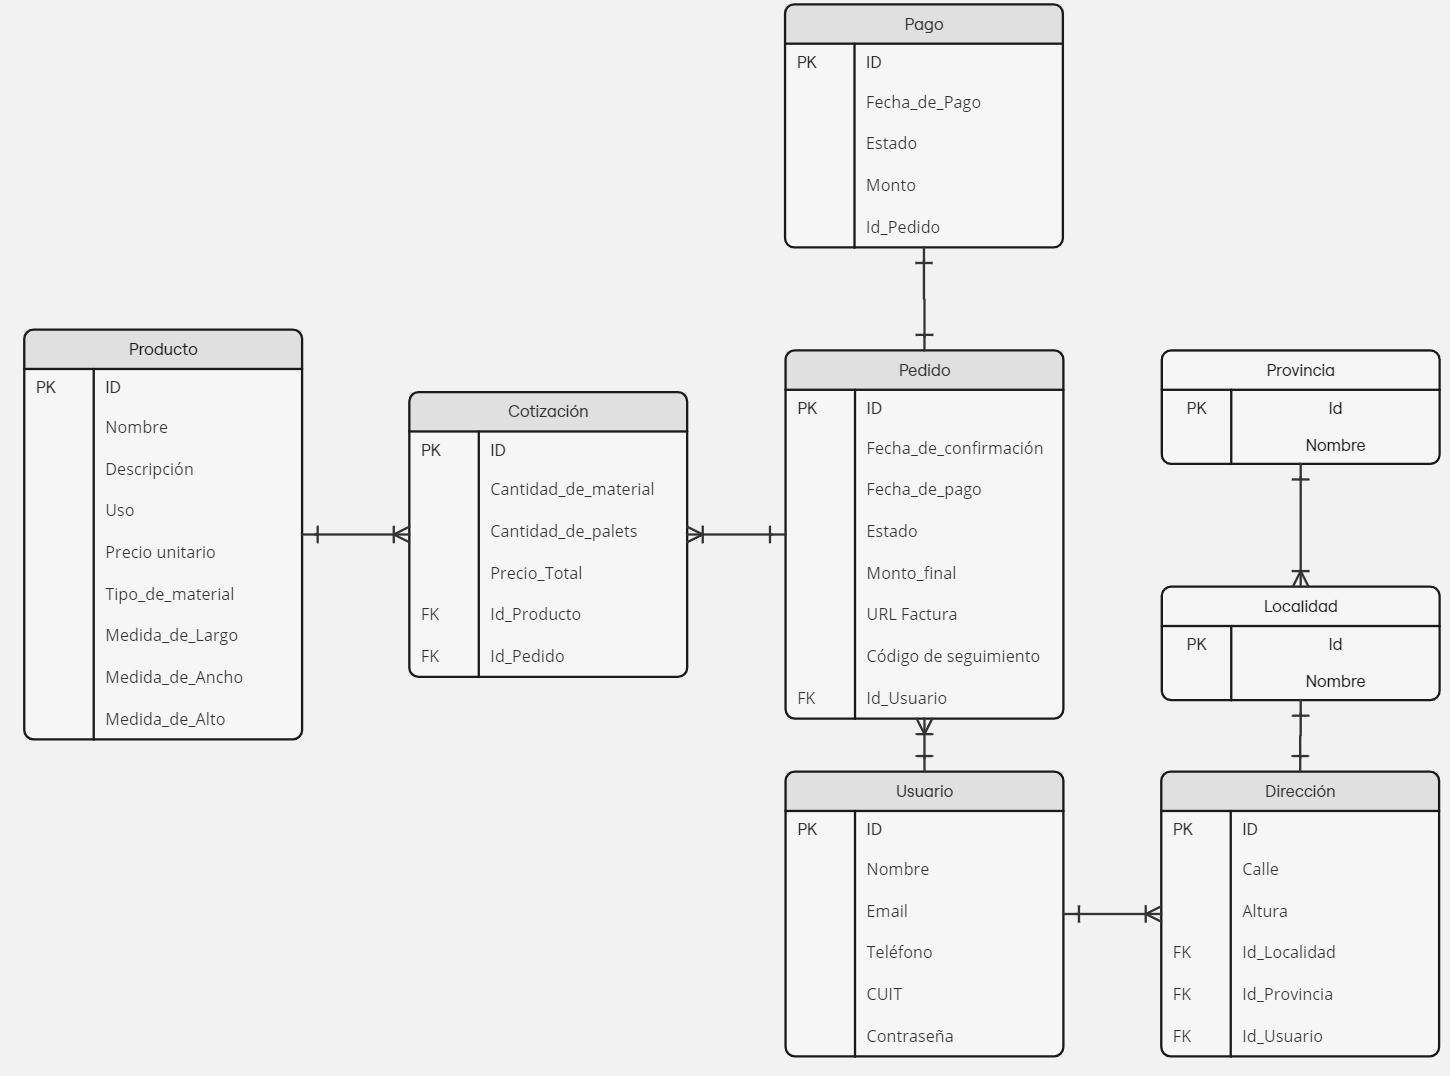 Pago
PK ID
Fecha_de_Pago
Estado
Monto
Id_Pedido
Producto
PK ID
Nombre
Descripción
Uso
Precio unitario
Tipo_de_material
Medida_de_Largo
Medida_de_Ancho
Medida_de_Alto
Cotización
PK ID
Cantidad_de_material
Cantidad_de_palets
Precio_Total
FK Id_Producto
FK Id_Pedido
Pedido
PK ID
Fecha_de_confirmación
Fecha_de_pago
Estado
Monto_final
URL Factura
Código de seguimiento
FK Id_Usuario
Provincia
PK Id
Nombre
Localidad
PK Id
Nombre
Usuario
PK ID
Nombre
Email
Teléfono
CUIT
Contraseña
Dirección
PK ID
Calle
Altura
FK Id_Localidad
FK Id_Provincia
FK Id_Usuario